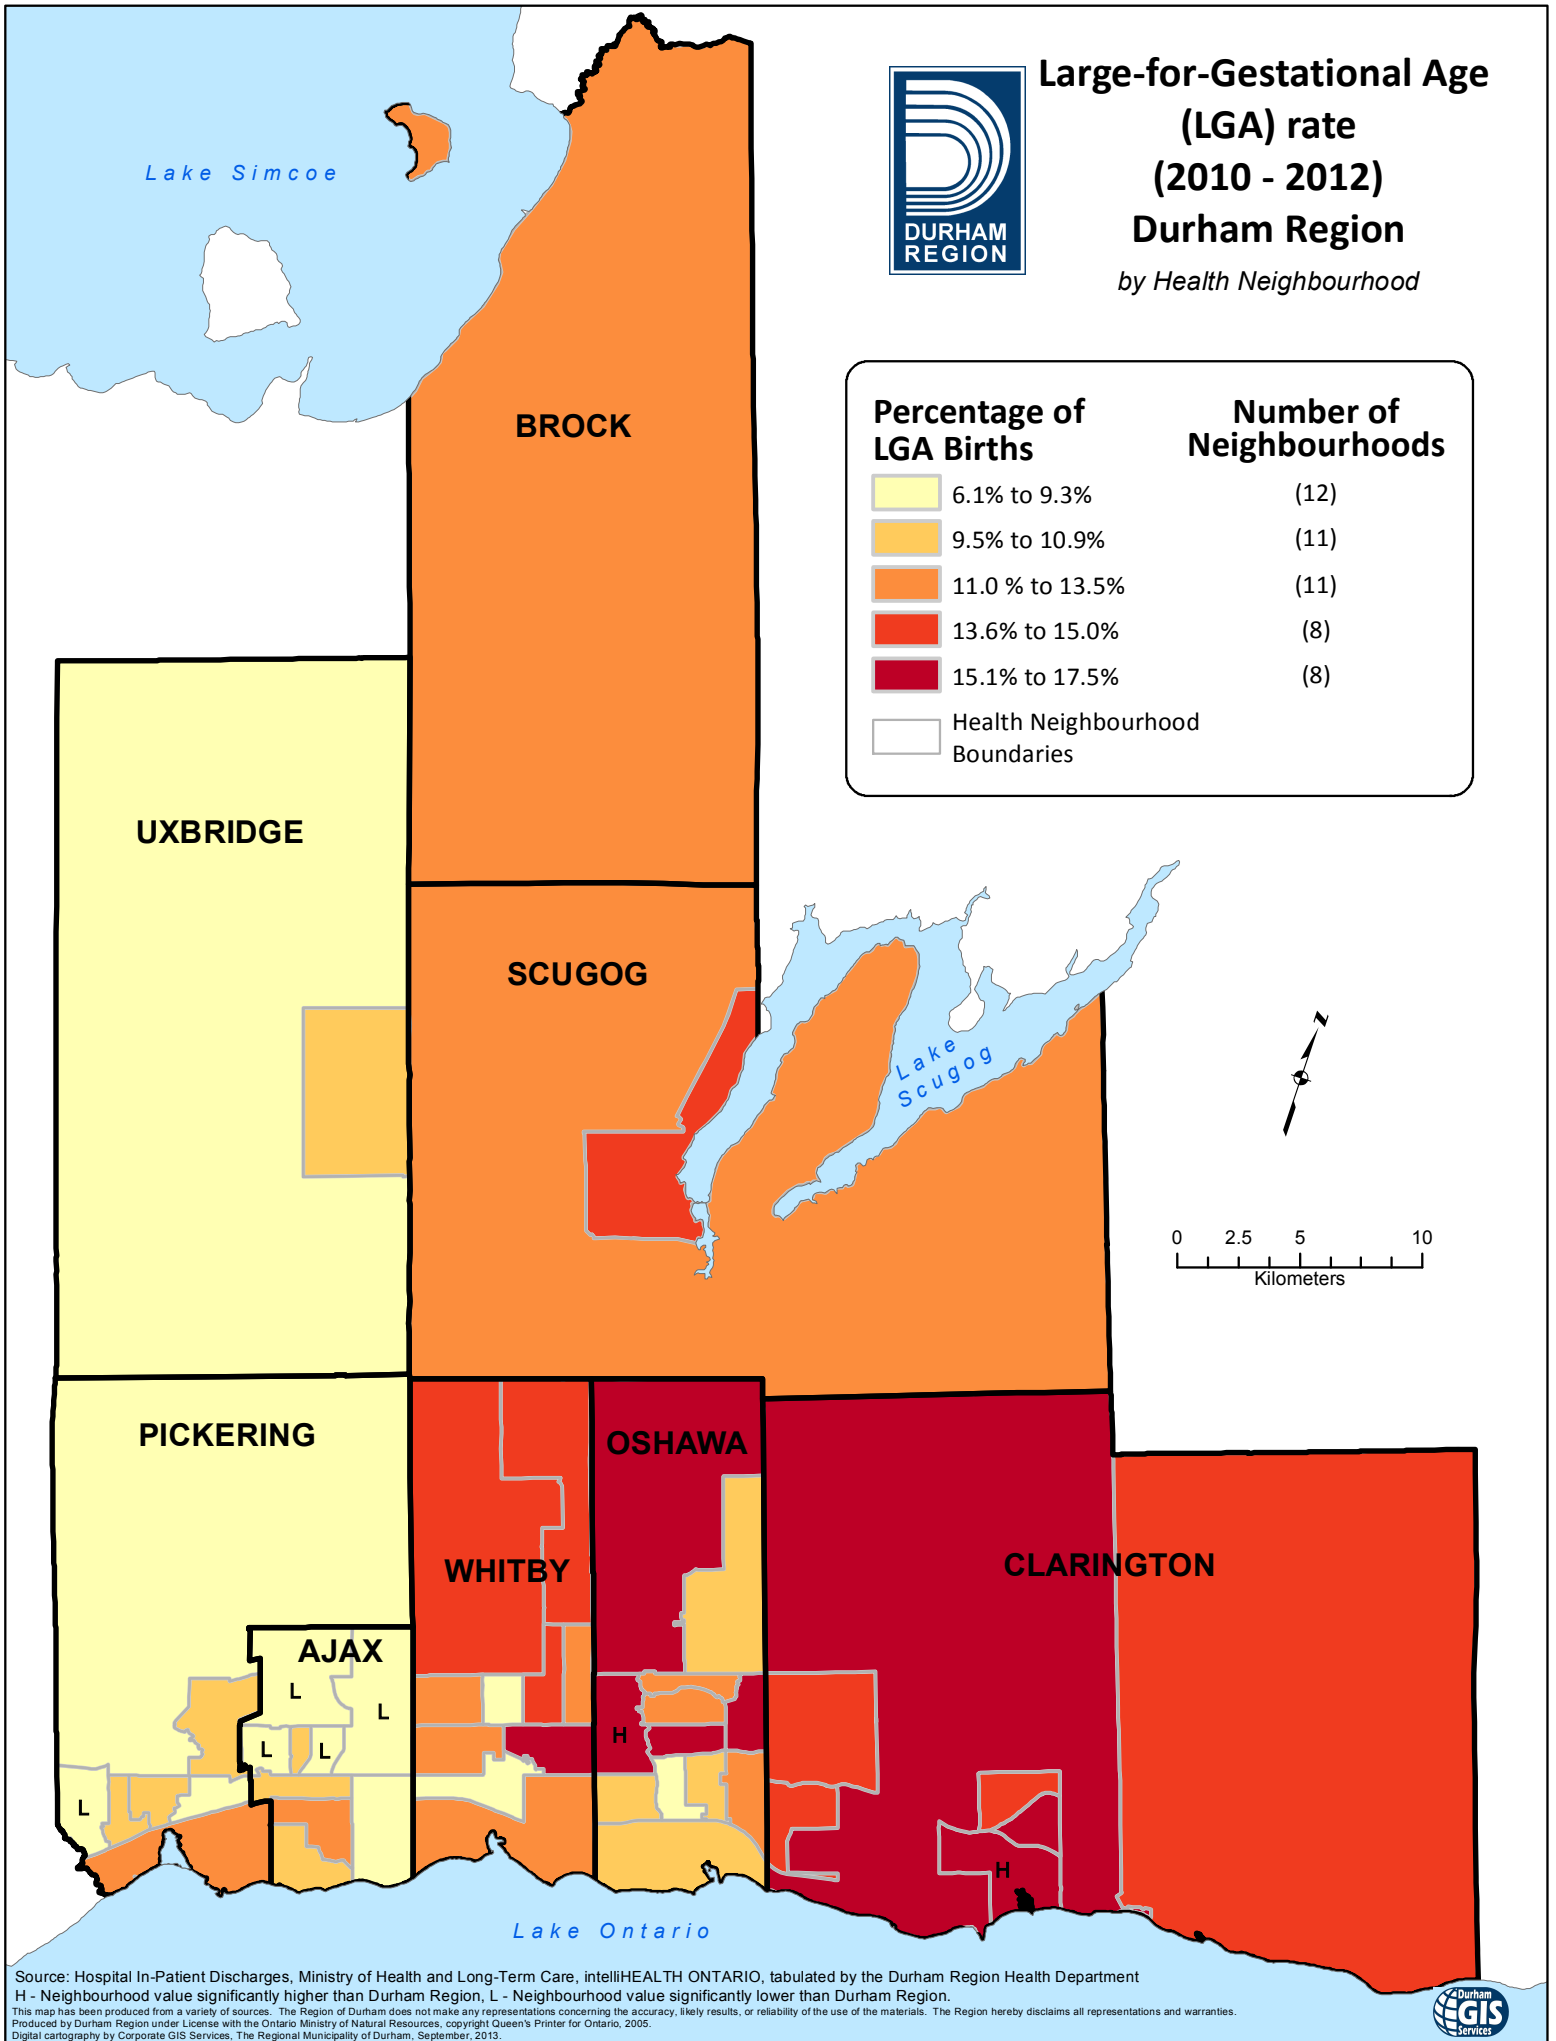 Large-for-Gestational Age
(LGA) rate
(2010 - 2012)
Durham Region
by Health Neighbourhood
DURHAM
REGION
Lake Simcoe
Percentage of
LGA Births
Number of
Neighbourhoods
6.1% to 9.3% (12)
9.5% to 10.9% (11)
11.0 % to 13.5% (11)
13.6% to 15.0% (8)
15.1% to 17.5% (8)
Health Neighbourhood
Boundaries
BROCK
UXBRIDGE
SCUGOG
Lake
Scugog
N
0 2.5 5 10
Kilometers
PICKERING
OSHAWA
WHITBY
CLARINGTON
AJAX
L
L
H
L
L
L
H
Lake Ontario
Source: Hospital In-Patient Discharges, Ministry of Health and Long-Term Care, intelliHEALTH ONTARIO, tabulated by the Durham Region Health Department
H - Neighbourhood value significantly higher than Durham Region, L - Neighbourhood value significantly lower than Durham Region.
This map has been produced from a variety of sources. The Region of Durham does not make any representations concerning the accuracy, likely results, or reliability of the use of the materials. The Region hereby disclaims all representations and warranties.
Produced by Durham Region under License with the Ontario Ministry of Natural Resources, copyright Queen's Printer for Ontario, 2005.
Digital cartography by Corporate GIS Services, The Regional Municipality of Durham, September, 2013.
Durham
GIS
Services